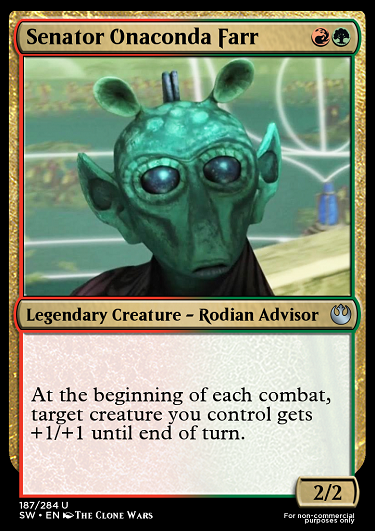 Senator Onaconda Farr
Legendary Creature – Rodian Advisor
At the beginning of each combat,
target creature you control gets
+1/+1 until end of turn.
2/2
187/284 U
SW • EN The Clone Wars
For non-commercial
purposes only